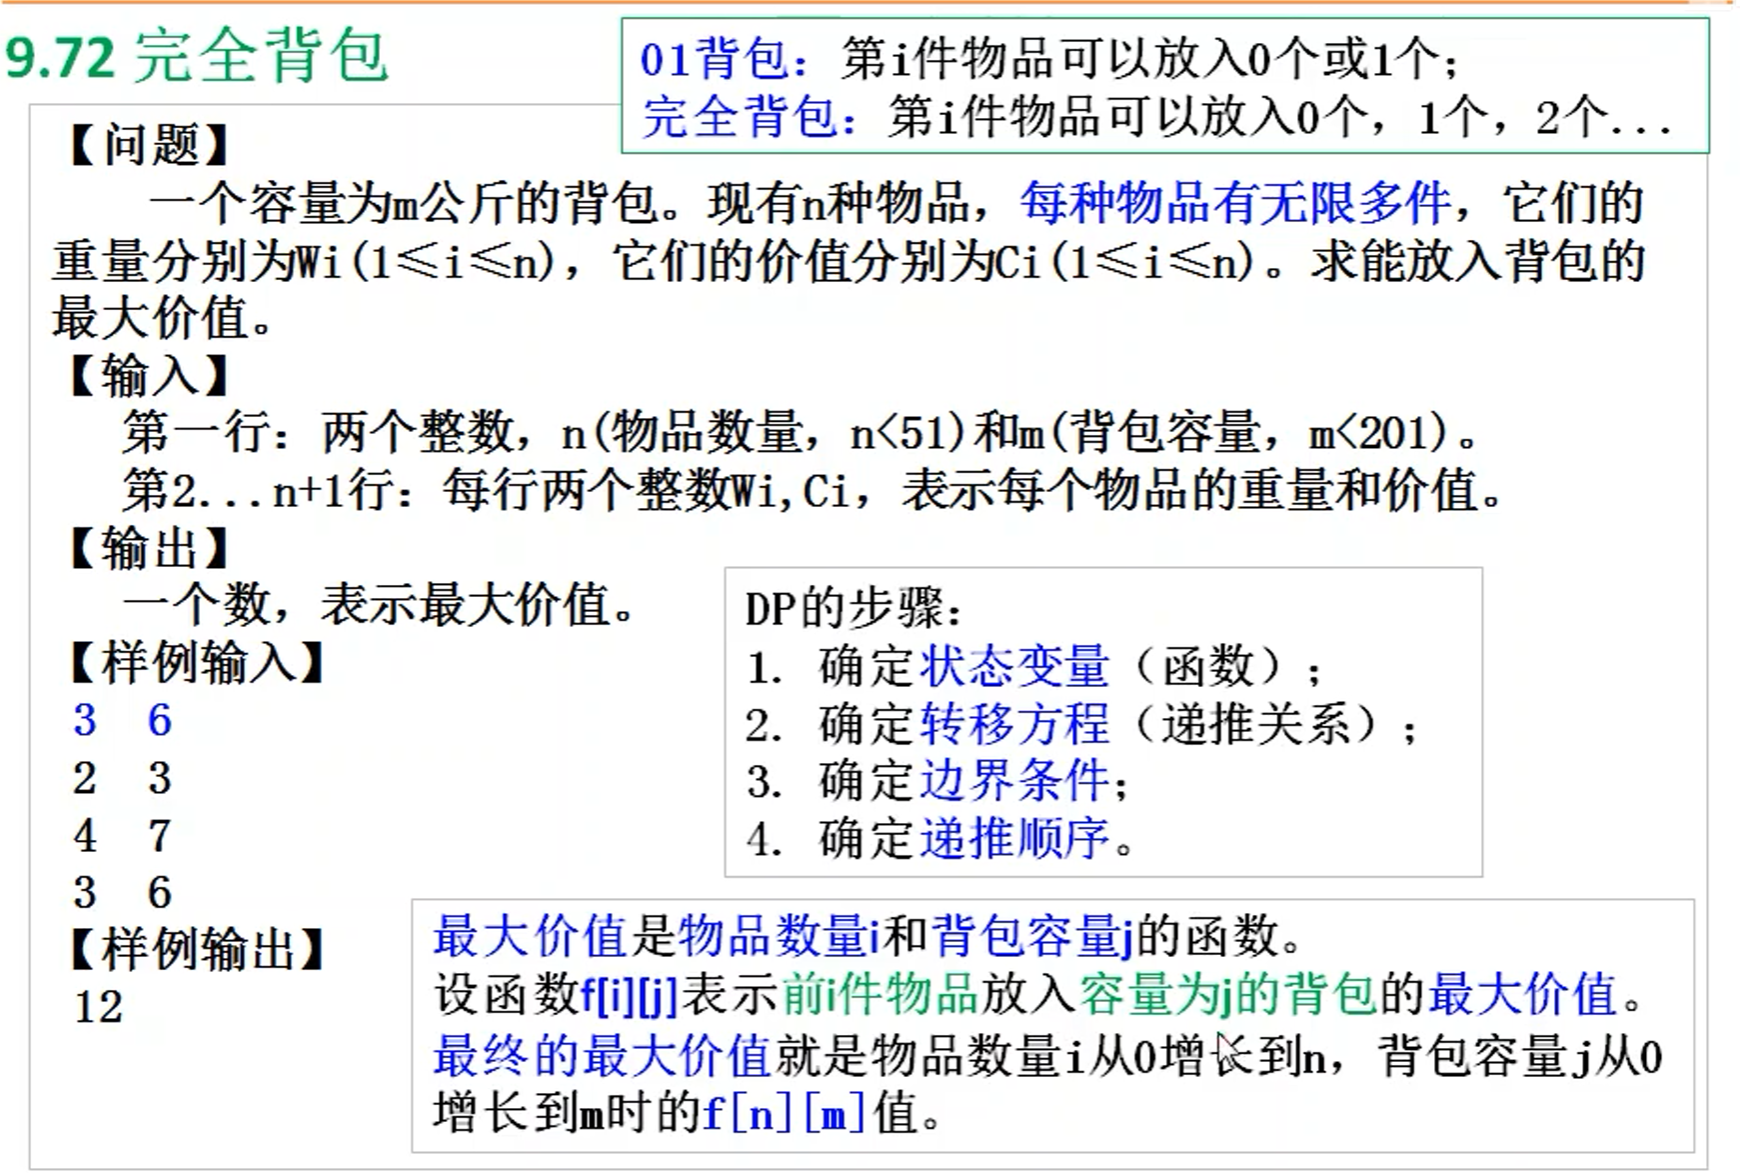 9.72 完全背包
01背包：第i件物品可以放入0个或1个；
完全背包：第i件物品可以放入0个，1个，2个...
【问题】
一个容量为m公斤的背包。现有n种物品，每种物品有无限多件，它们的
重量分别为Wi(1≤i≤n)，它们的价值分别为Ci(1≤i≤n)。求能放入背包的
最大价值。
【输入】
第一行：两个整数，n(物品数量，n<51)和m(背包容量，m<201)。
第2...n+1行：每行两个整数Wi,Ci，表示每个物品的重量和价值。
【输出】
一个数，表示最大价值。
【样例输入】
3 6
2 3
4 7
3 6
【样例输出】
12
DP的步骤：
1. 确定状态变量（函数）；
2. 确定转移方程（递推关系）；
3. 确定边界条件；
4. 确定递推顺序。
最大价值是物品数量i和背包容量j的函数。
设函数f[i][j]表示前i件物品放入容量为j的背包的最大价值。
最终的最大价值就是物品数量i从0增长到n，背包容量j从0
增长到m时的f[n][m]值。